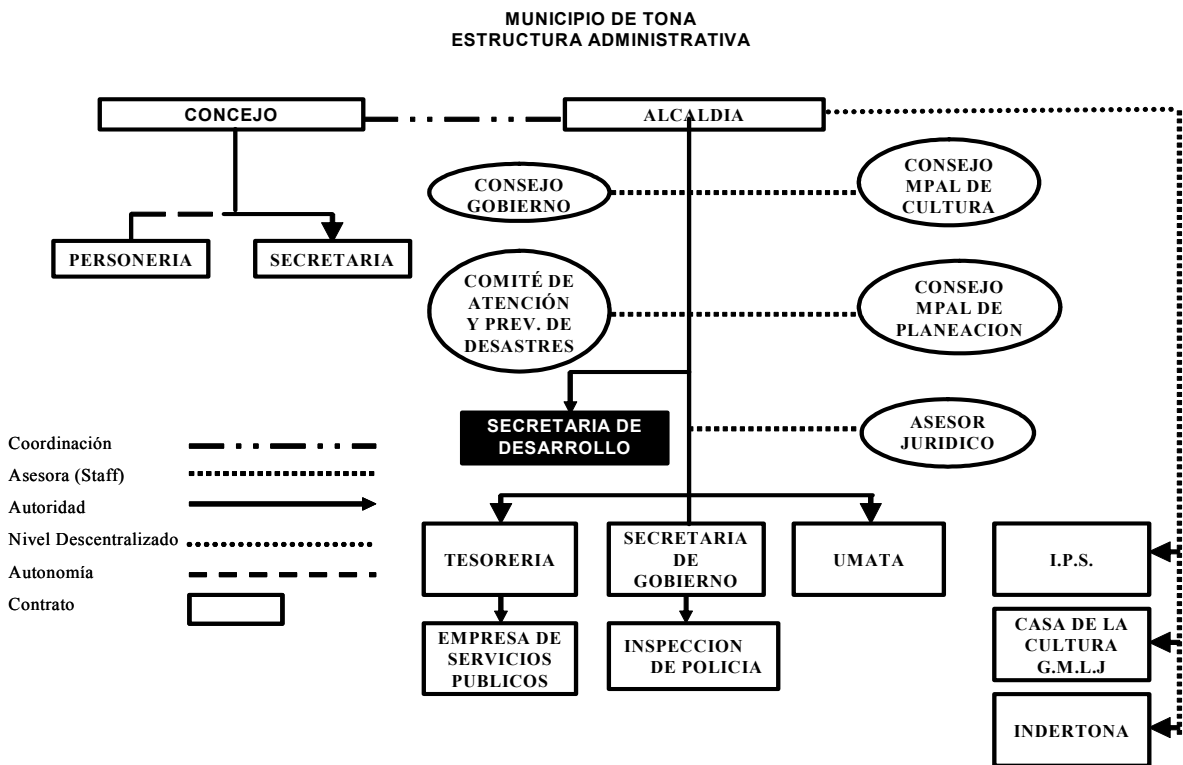 MUNICIPIO DE TONA
ESTRUCTURA ADMINISTRATIVA
CONCEJO
ALCALDIA
CONSEJO
GOBIERNO
CONSEJO
MPAL DE
CULTURA
PERSONERIA
SECRETARIA
COMITÉ DE
ATENCIÓN
Y PREV. DE
DESASTRES
CONSEJO
MPAL DE
PLANEACION
SECRETARIA DE
DESARROLLO
ASESOR
JURIDICO
Coordinación
Asesora (Staff)
Autoridad
Nivel Descentralizado
Autonomía
Contrato
TESORERIA
SECRETARIA
DE
GOBIERNO
UMATA
I.P.S.
EMPRESA DE
SERVICIOS
PUBLICOS
INSPECCION
DE POLICIA
CASA DE LA
CULTURA
G.M.L.J
INDERTONA